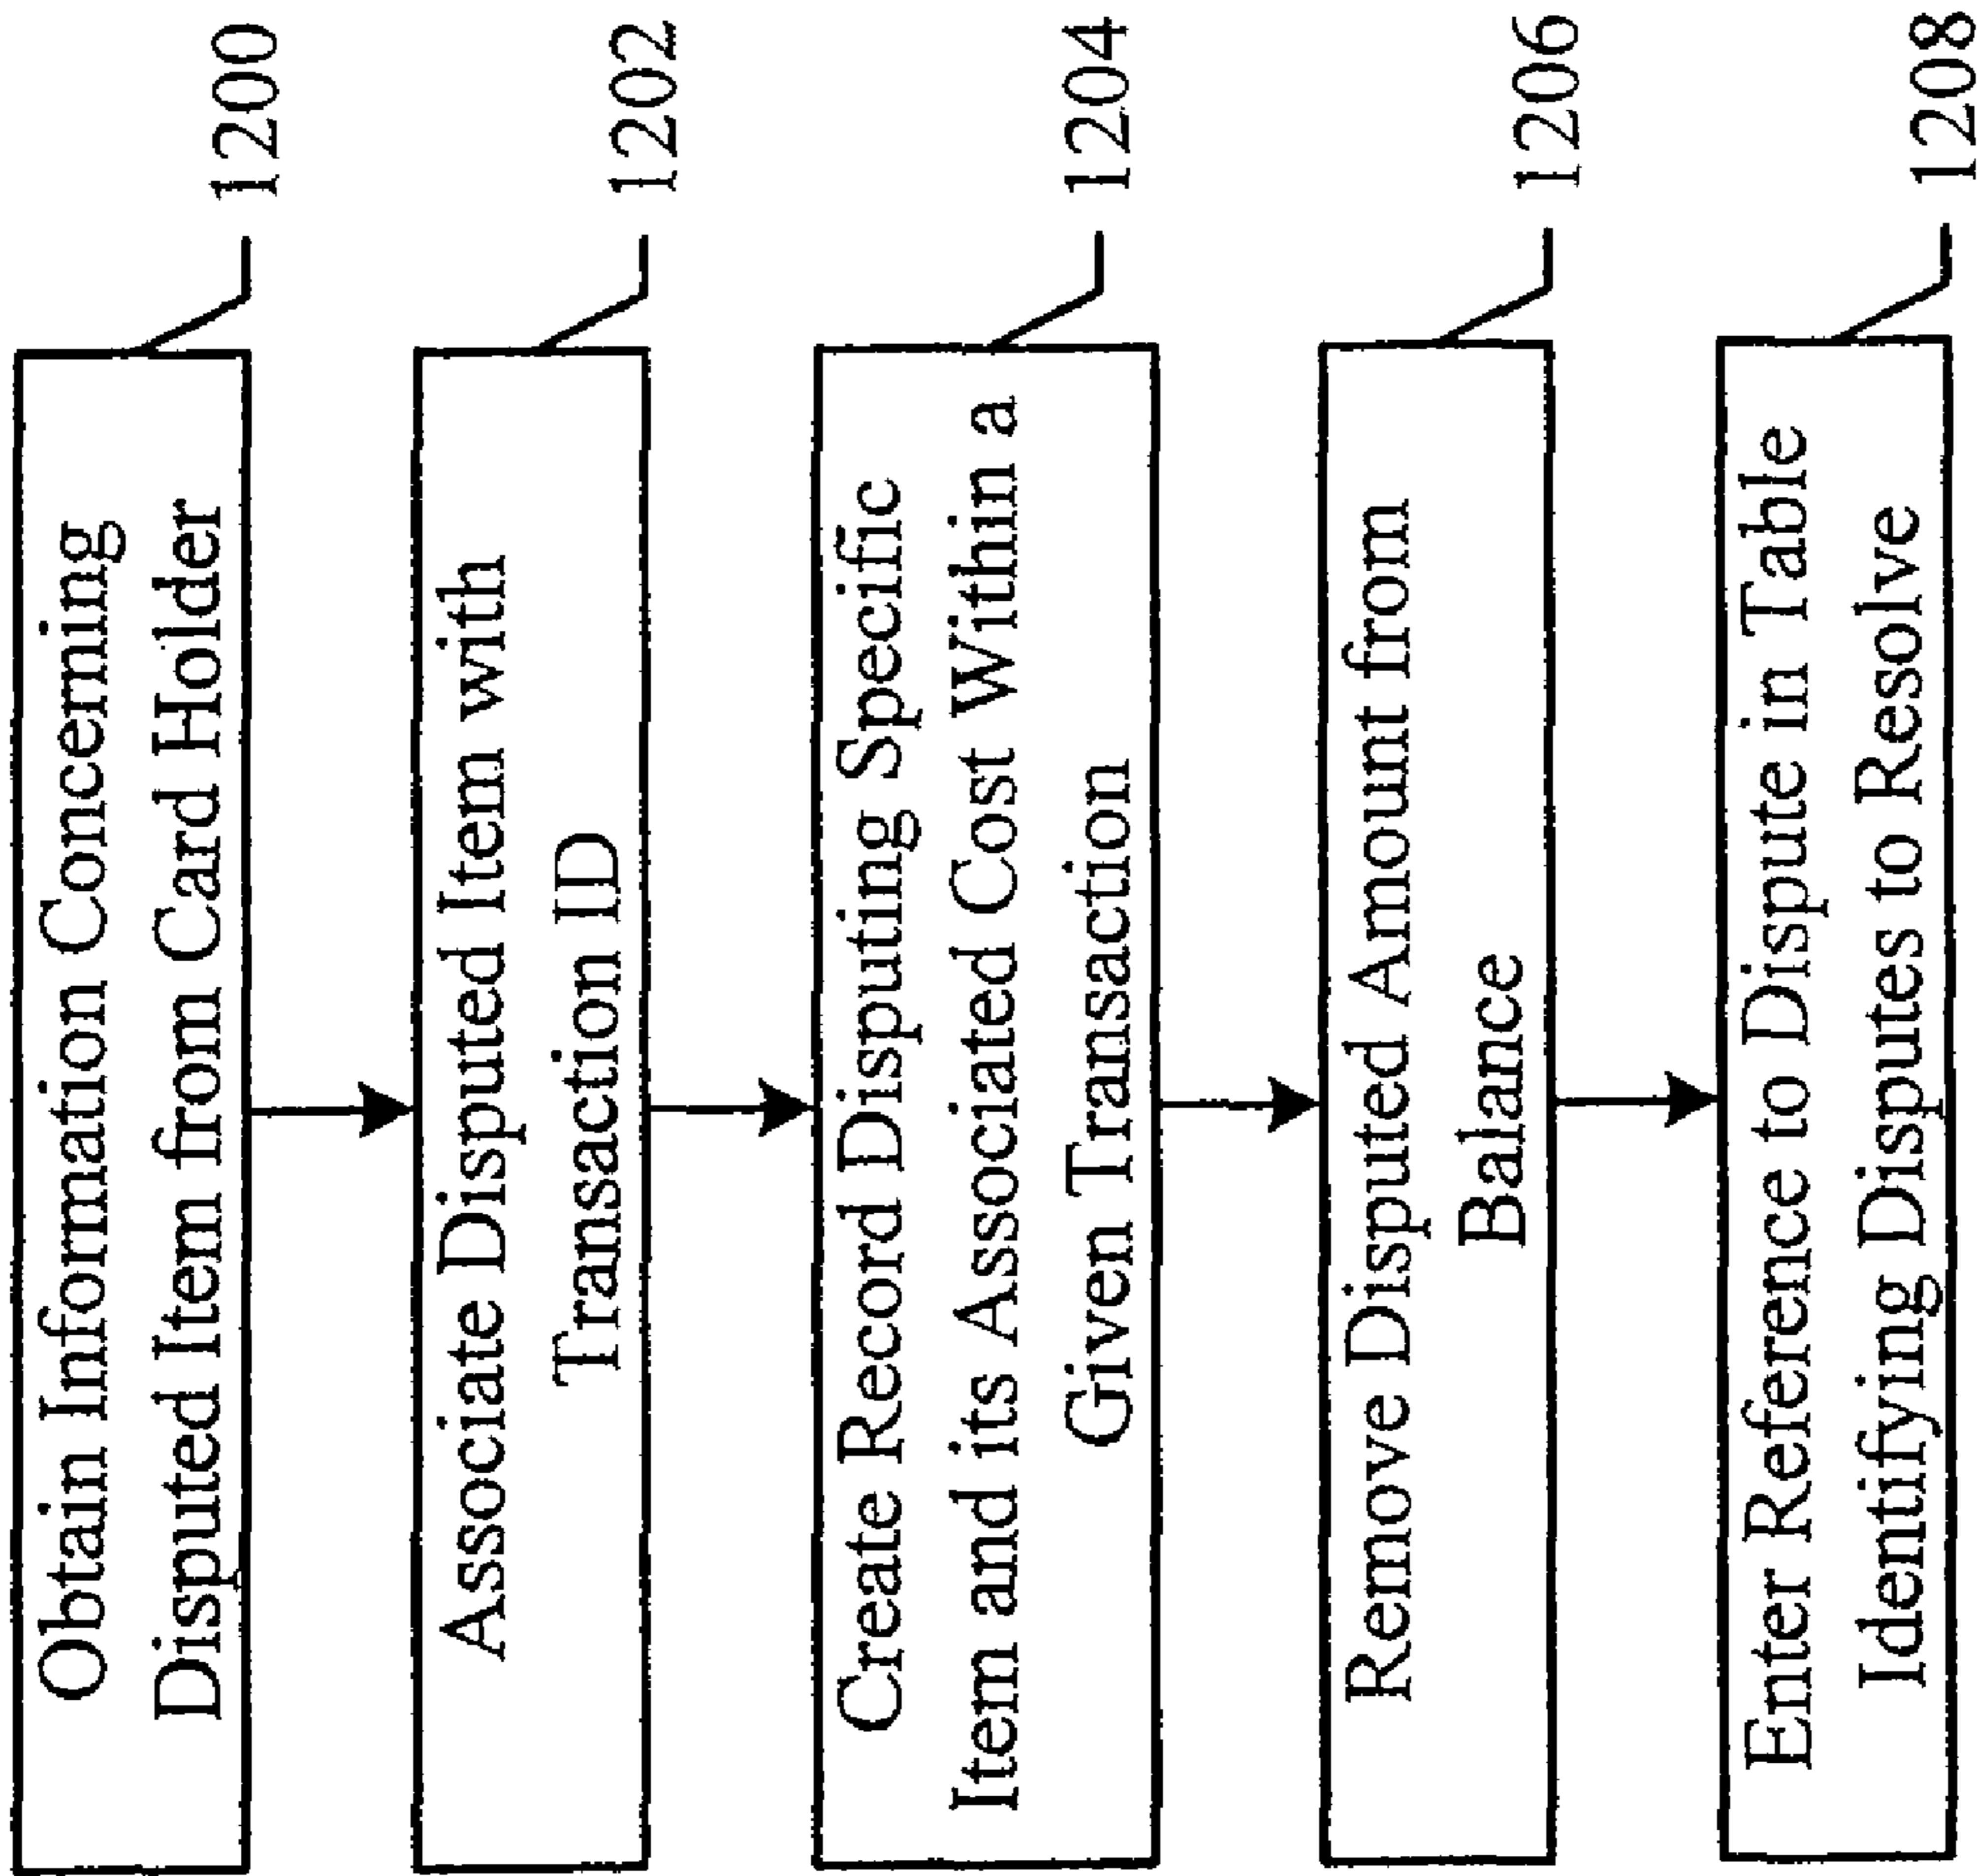 Obtain Information Concerning
Disputed Item from Card Holder
1200
Associate Disputed Item with
Transaction ID
1202
Create Record Disputing Specific
Item and its Associated Cost Within a
Given Transaction
1204
Remove Disputed Amount from
Balance
1206
Enter Reference to Dispute in Table
Identifying Disputes to Resolve
1208